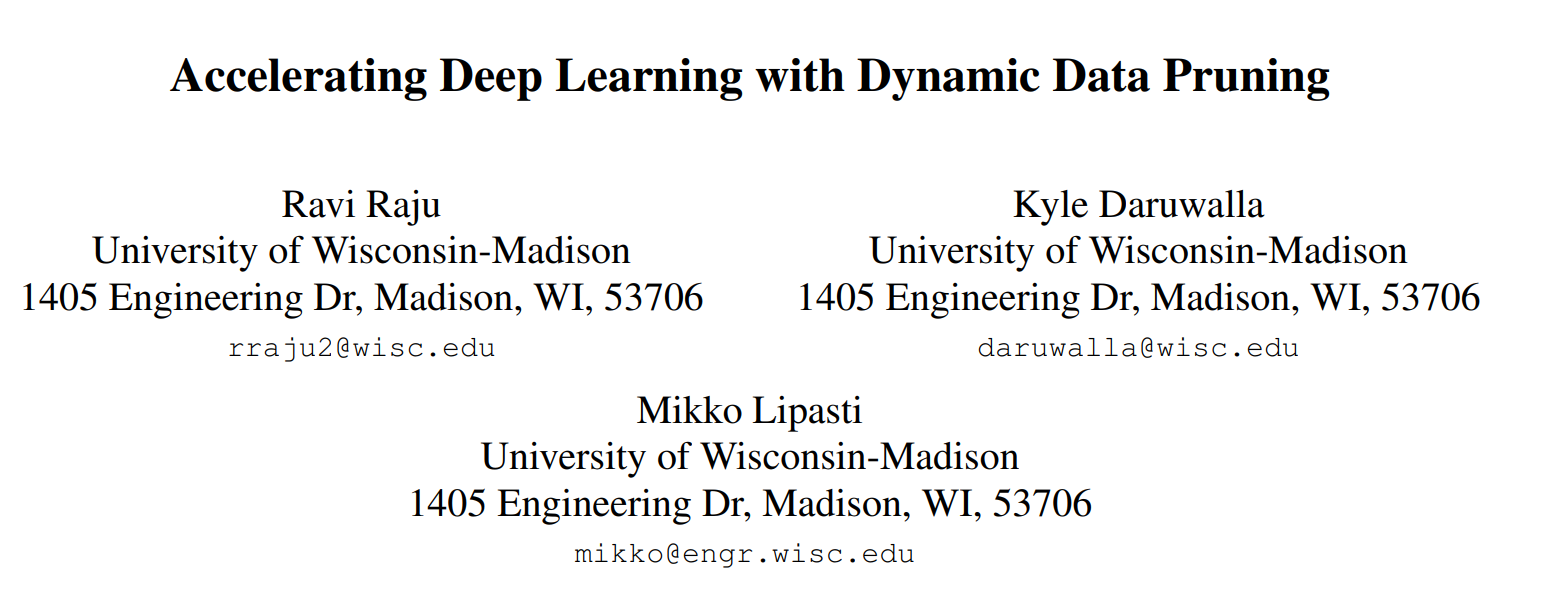 Accelerating Deep Learning with Dynamic Data Pruning
Ravi Raju
University of Wisconsin-Madison
1405 Engineering Dr, Madison, WI, 53706
rraju2@wisc.edu
Kyle Daruwalla
University of Wisconsin-Madison
1405 Engineering Dr, Madison, WI, 53706
daruwalla@wisc.edu
Mikko Lipasti
University of Wisconsin-Madison
1405 Engineering Dr, Madison, WI, 53706
mikko@engr.wisc.edu